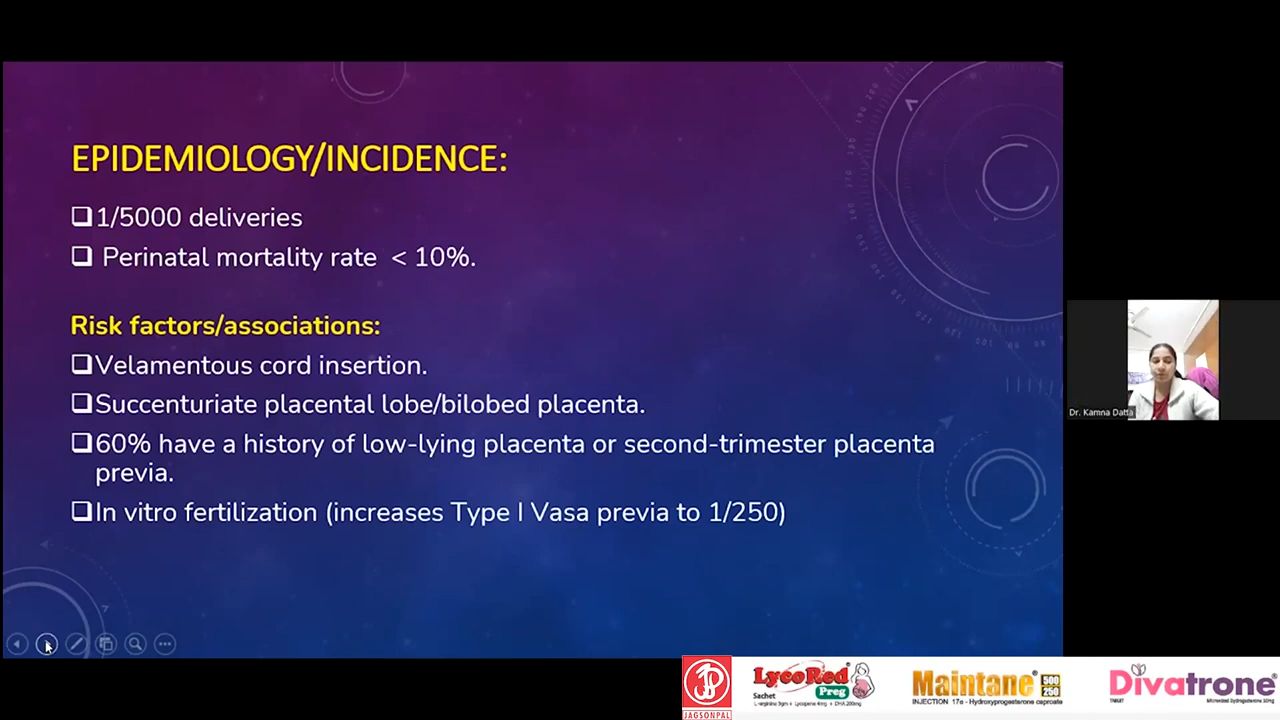 EPIDEMIOLOGY/INCIDENCE:
1/5000 deliveries
Perinatal mortality rate < 10%.
Risk factors/associations:
Velamentous cord insertion.
Succenturiate placental lobe/bilobed placenta.
60% have a history of low-lying placenta or second-trimester placenta
previa.
In vitro fertilization (increases Type I Vasa previa to 1/250)
Dr. Kamna Datta
JAGSONPAL
LycoRed
Preg
Sachet
L-arginine 3gm + Lycopene 4mg + DHA 200mg
Maintane 500
250
INJECTION 17α - Hydroxyprogesterone caproate
Divatrone
TABLET